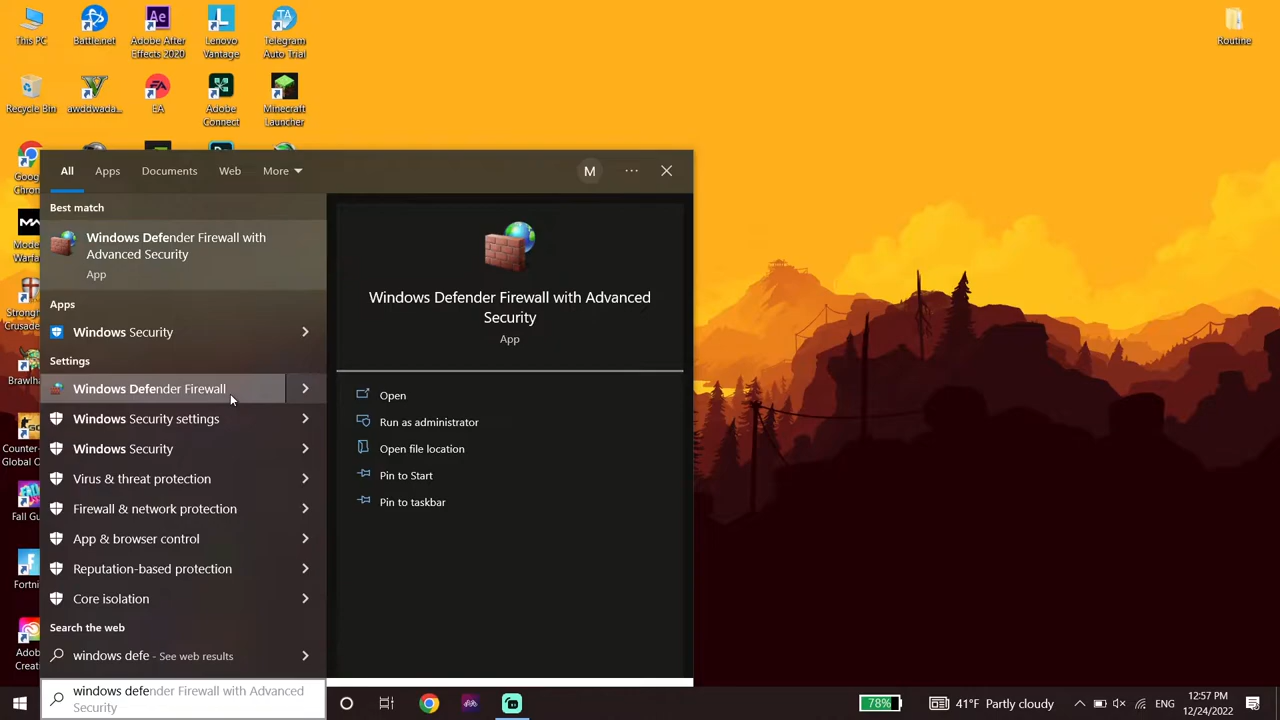 This PC
Battle.net
Adobe After
Effects 2020
Lenovo
Vantage
Telegram
Auto Trial
Routine
Recycle Bin
awddwada...
EA
Adobe
Connect
Minecraft
Launcher
All
Apps
Documents
Web
More
M
Best match
Windows Defender Firewall with
Advanced Security
App
Apps
Windows Security
Settings
Windows Defender Firewall
Windows Security settings
Windows Security
Virus & threat protection
Firewall & network protection
App & browser control
Reputation-based protection
Core isolation
Search the web
windows defe - See web results
windows defender Firewall with Advanced
Security
Windows Defender Firewall with Advanced
Security
App
Open
Run as administrator
Open file location
Pin to Start
Pin to taskbar
78%
41°F Partly cloudy
ENG
12:57 PM
12/24/2022